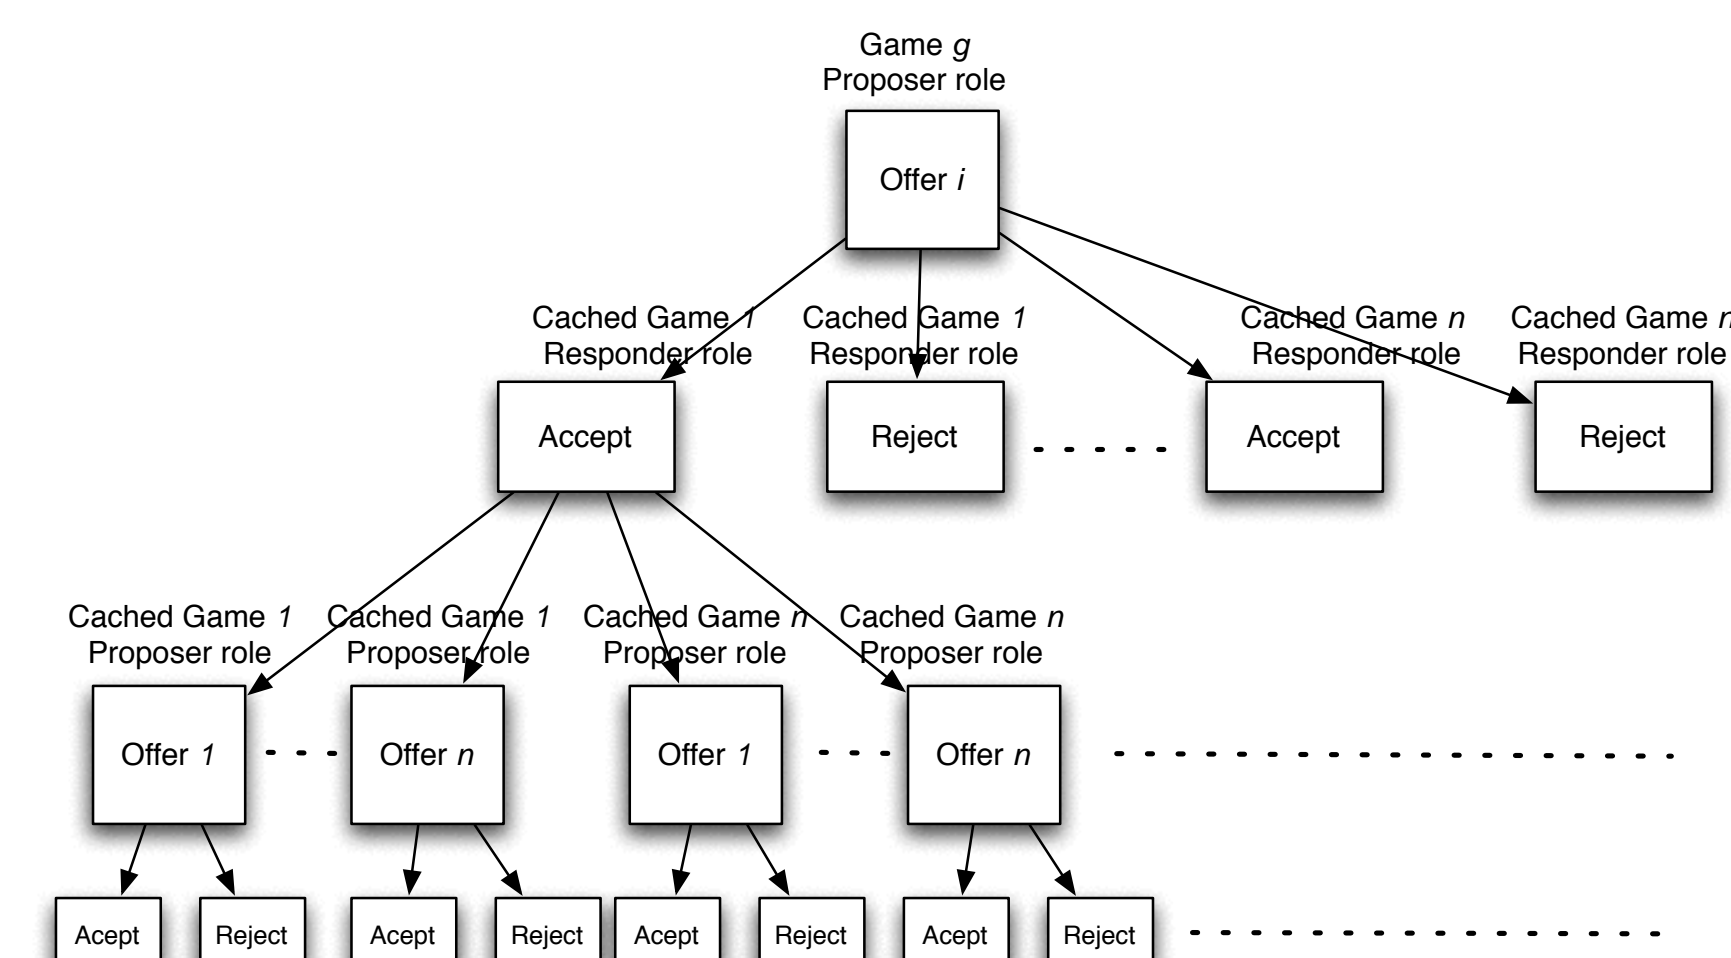 Game g
Proposer role
Offer i
Cached Game 1
Responder role
Cached Game 1
Responder role
Cached Game n
Responder role
Cached Game n
Responder role
Accept
Reject
Accept
Reject
Cached Game 1
Proposer role
Cached Game 1
Proposer role
Cached Game n
Proposer role
Cached Game n
Proposer role
Offer 1
Offer n
Offer 1
Offer n
Acept
Reject
Acept
Reject
Acept
Reject
Acept
Reject